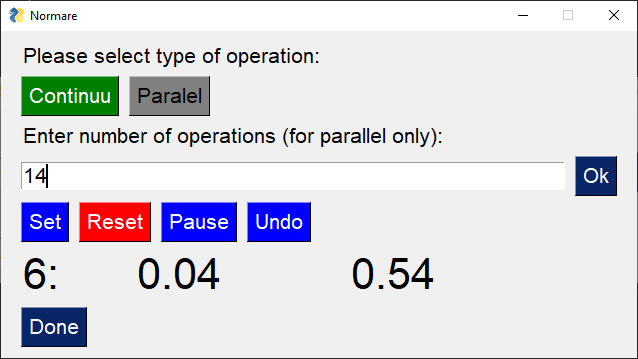 Normare
Please select type of operation:
Continuu Paralel
Enter number of operations (for parallel only):
14 Ok
Set Reset Pause Undo
6: 0.04 0.54
Done